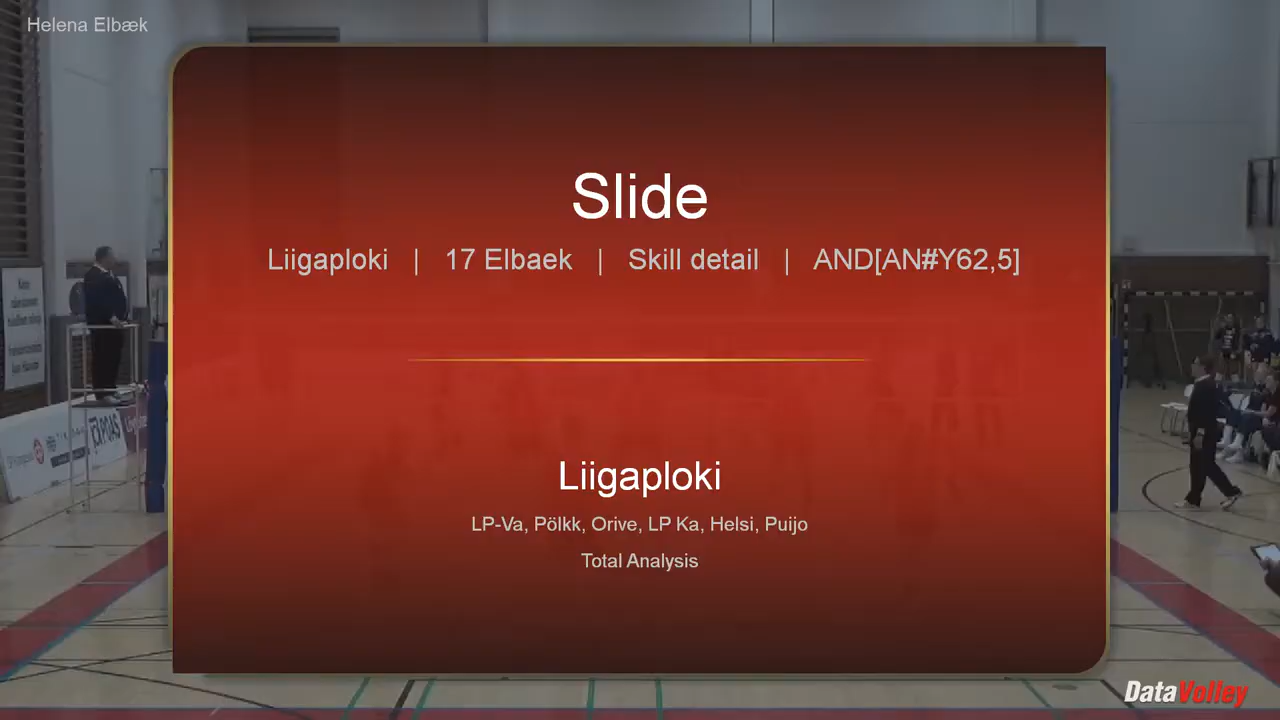 Helena Elbæk
Slide
Liigaploki | 17 Elbaek | Skill detail | AND[AN#Y62,5]
Liigaploki
LP-Va, Pölkk, Orive, LP Ka, Helsi, Puijo
Total Analysis
DataVolley